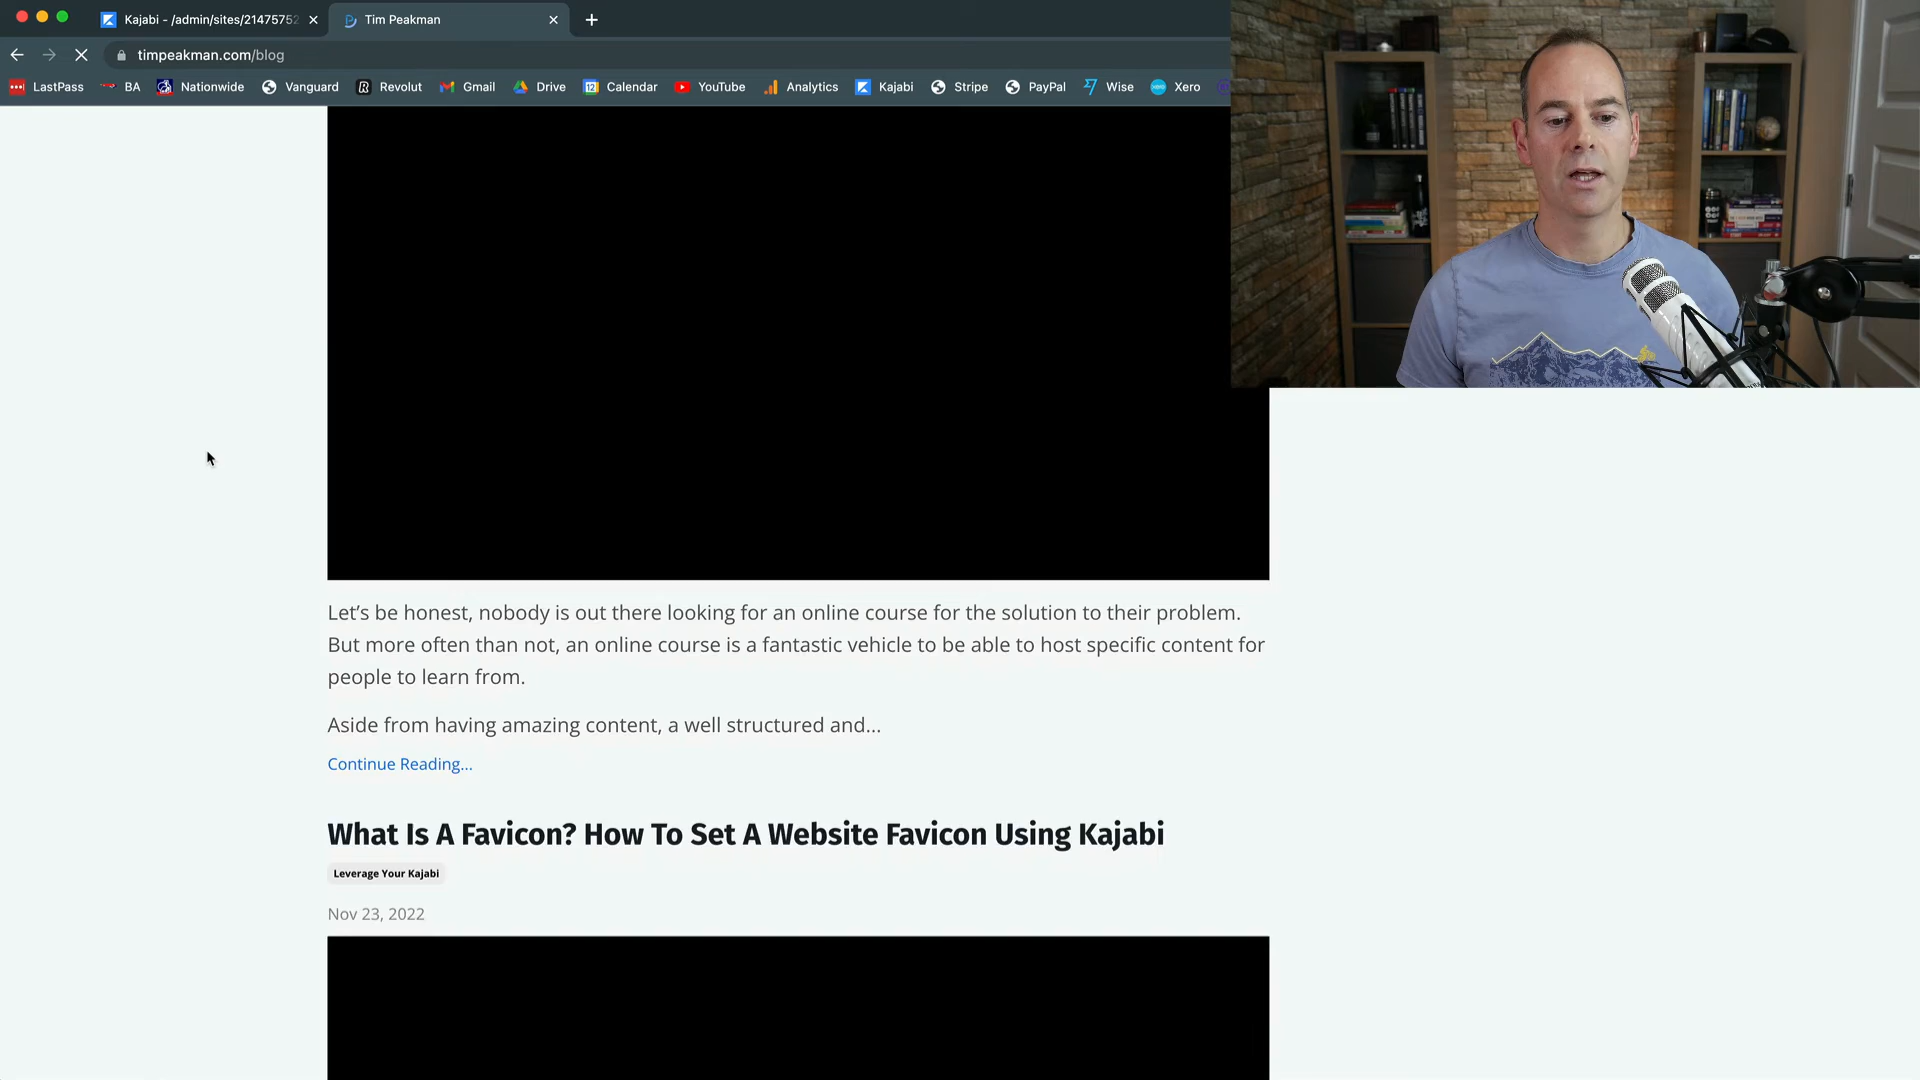 Kajabi - /admin/sites/21475752
Tim Peakman
timpeakman.com/blog
LastPass
BA
Nationwide
Vanguard
Revolut
Gmail
Drive
Calendar
YouTube
Analytics
Kajabi
Stripe
PayPal
Wise
Xero
Let’s be honest, nobody is out there looking for an online course for the solution to their problem.
But more often than not, an online course is a fantastic vehicle to be able to host specific content for
people to learn from.
Aside from having amazing content, a well structured and...
Continue Reading...
What Is A Favicon? How To Set A Website Favicon Using Kajabi
Leverage Your Kajabi
Nov 23, 2022